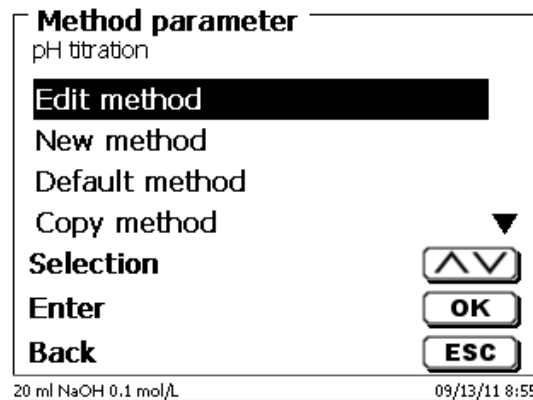 Method parameter
pH titration
Edit method
New method
Default method
Copy method
Selection
Enter OK
Back ESC
20 ml NaOH 0.1 mol/L 09/13/11 8:55